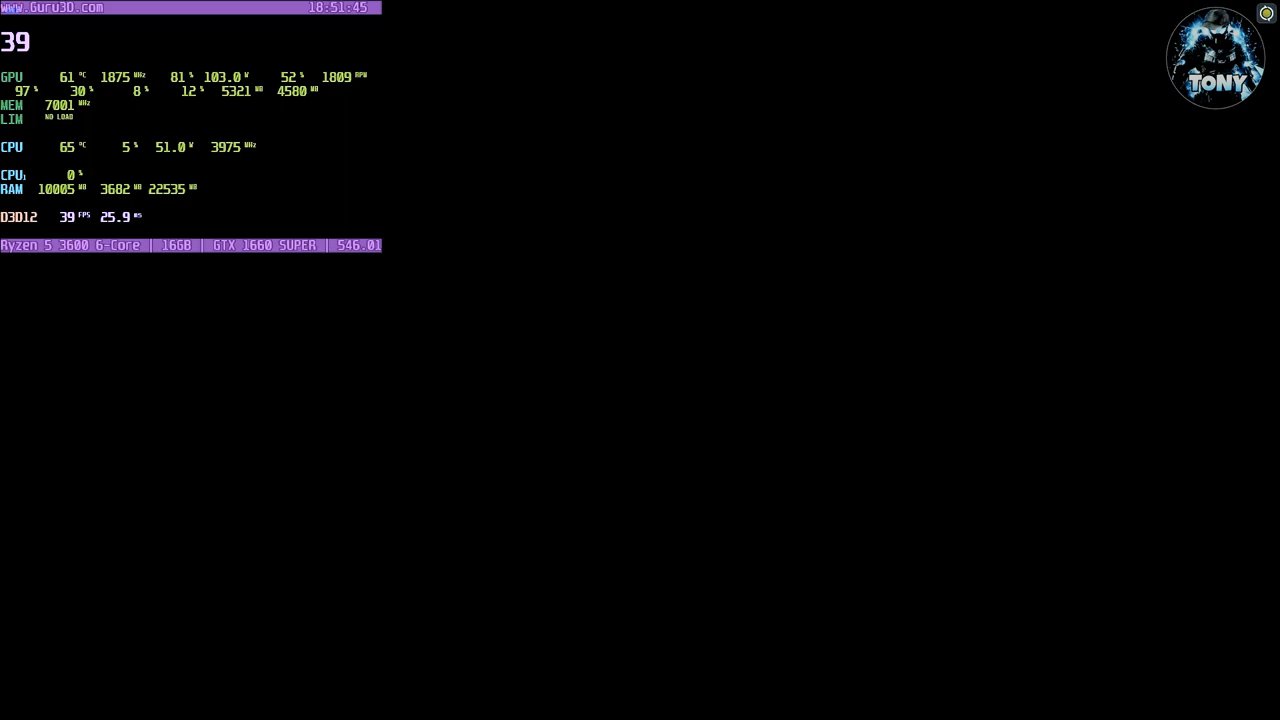 www.Guru3D.com 18:51:45
39
GPU 61 °C 1875 MHz 81 % 103.0 W 52 % 1809 RPM
97 % 30 % 8 % 12 % 5321 MB 4580 MB
MEM 7001 MHz
LIM NO LOAD
CPU 65 °C 5 % 51.0 W 3975 MHz
CPU1 0 %
RAM 10005 MB 3682 MB 22535 MB
D3D12 39 FPS 25.9 ms
Ryzen 5 3600 6-Core | 16GB | GTX 1660 SUPER | 546.01
TONY